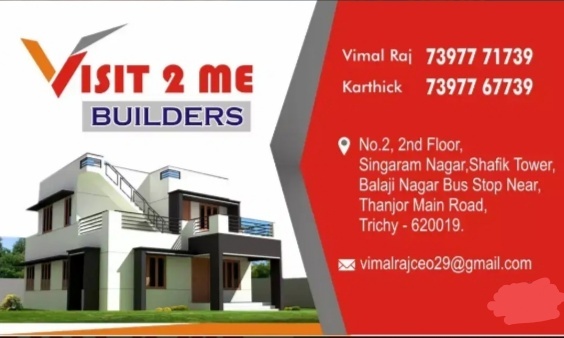 VISIT 2 ME
BUILDERS
Vimal Raj 73977 71739
Karthick 73977 67739
No.2, 2nd Floor,
Singaram Nagar,Shafik Tower,
Balaji Nagar Bus Stop Near,
Thanjor Main Road,
Trichy - 620019.
vimalrajceo29@gmail.com